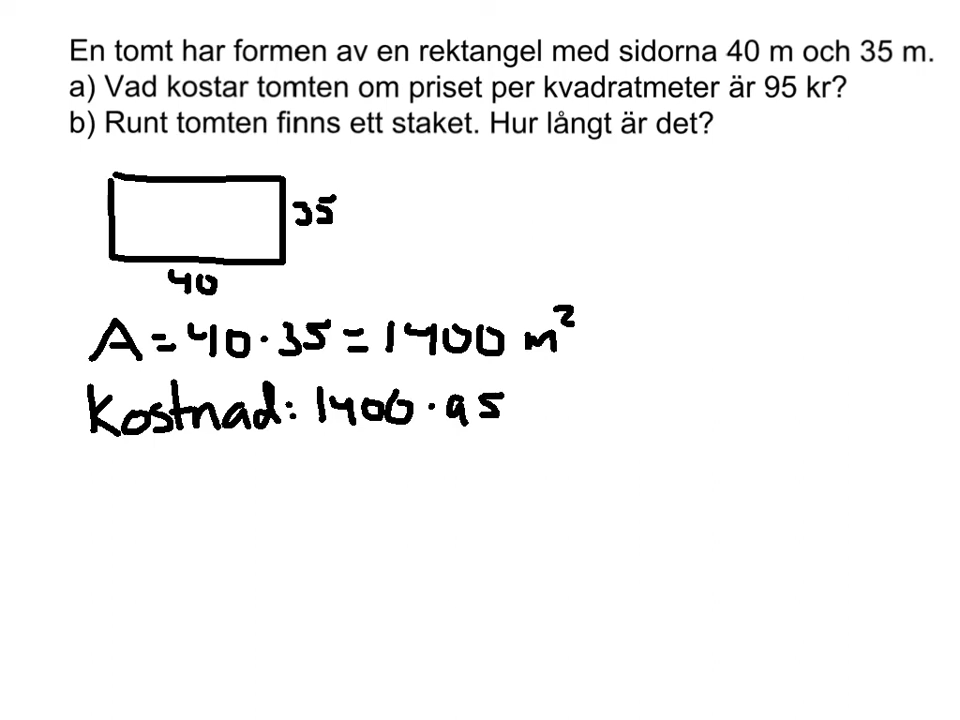 En tomt har formen av en rektangel med sidorna 40 m och 35 m.
a) Vad kostar tomten om priset per kvadratmeter är 95 kr?
b) Runt tomten finns ett staket. Hur långt är det?
35
40
A = 40 · 35 = 1400 m²
Kostnad: 1400 · 95